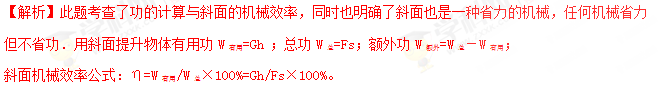 【解析】此题考查了功的计算与斜面的机械效率，同时也明确了斜面也是一种省力的机械，任何机械省力
但不省功．用斜面提升物体有用功 W有用=Gh ；总功 W总=Fs；额外功 W额外=W总－W有用；
斜面机械效率公式：η=W有用/W总×100%=Gh/Fs×100%。